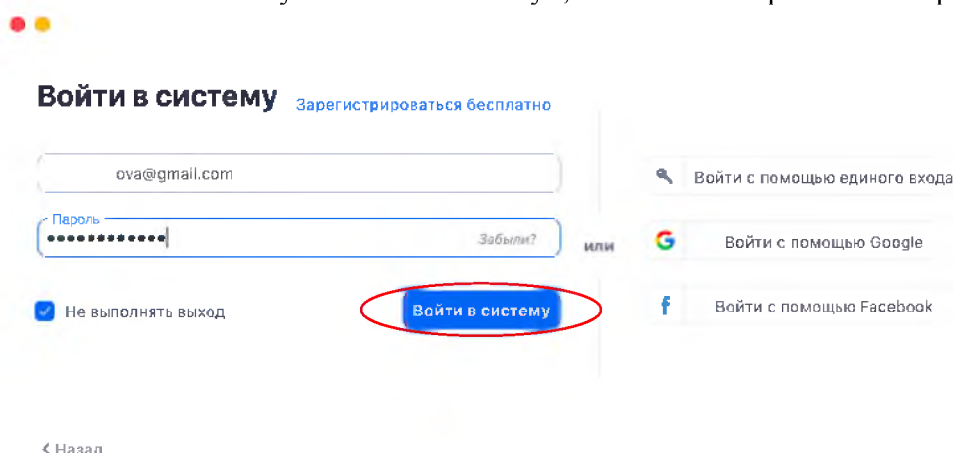 Войти в систему Зарегистрироваться бесплатно
ova@gmail.com
Пароль
Забыли?
или
Не выполнять выход
Войти в систему
Войти с помощью единого входа
Войти с помощью Google
Войти с помощью Facebook
Назад